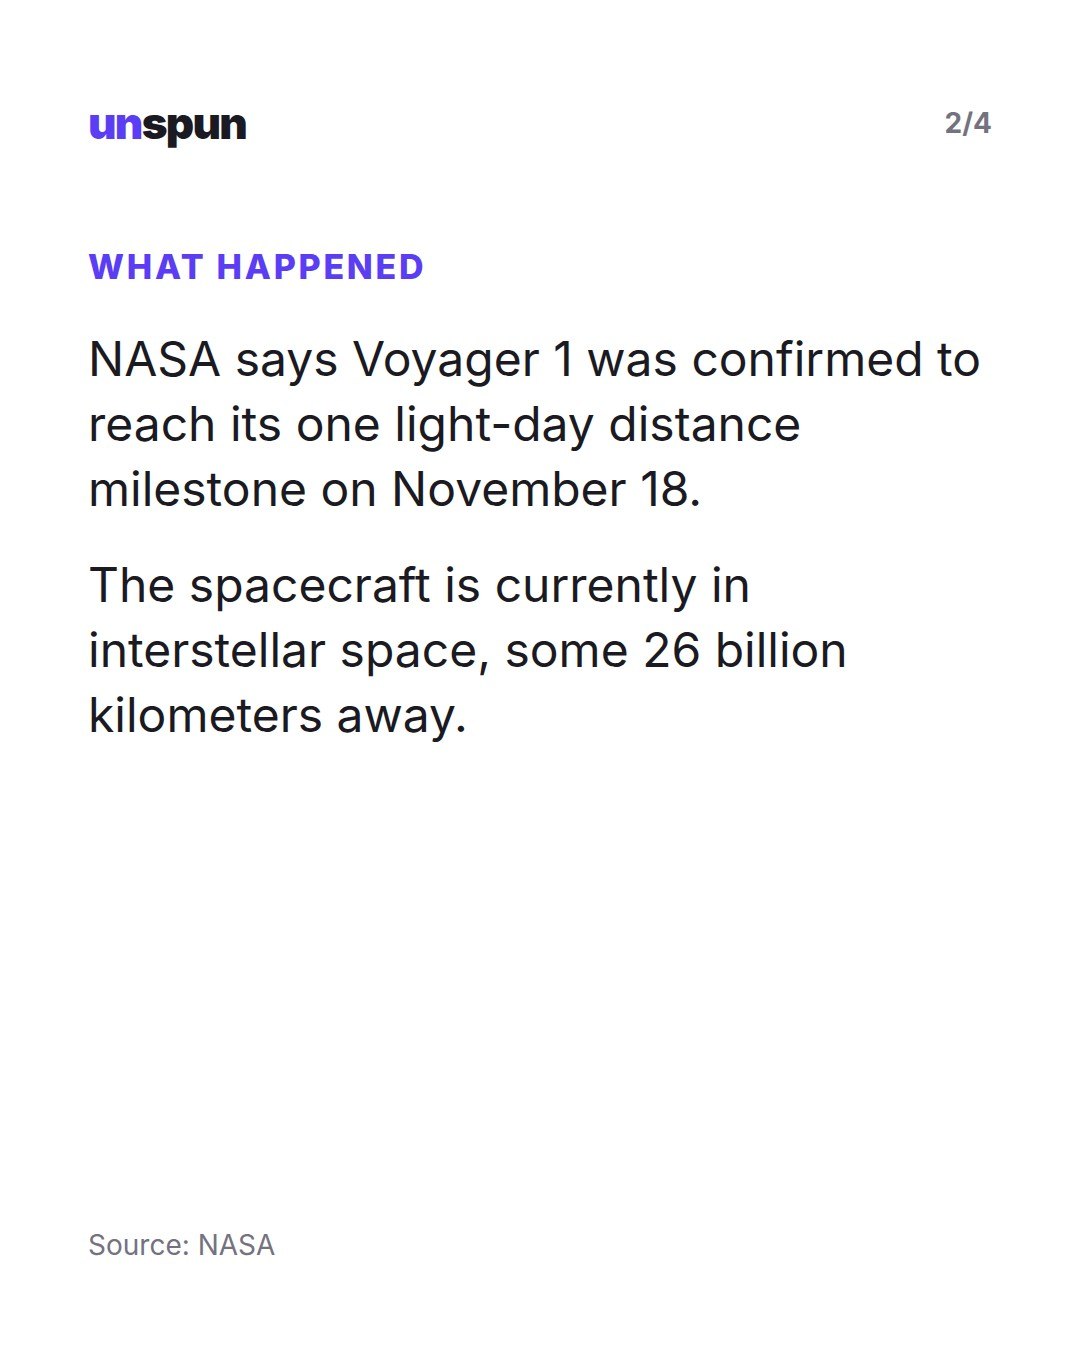 unspun
2/4
WHAT HAPPENED
NASA says Voyager 1 was confirmed to
reach its one light-day distance
milestone on November 18.
The spacecraft is currently in
interstellar space, some 26 billion
kilometers away.
Source: NASA